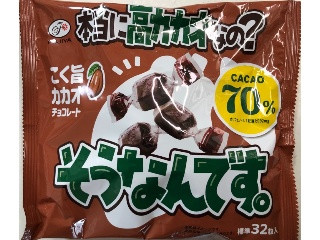 本当に高カカオなの?
FUJIYA
こく旨
カカオ
チョコレート
CACAO
70%
そうなんです。
標準32粒入